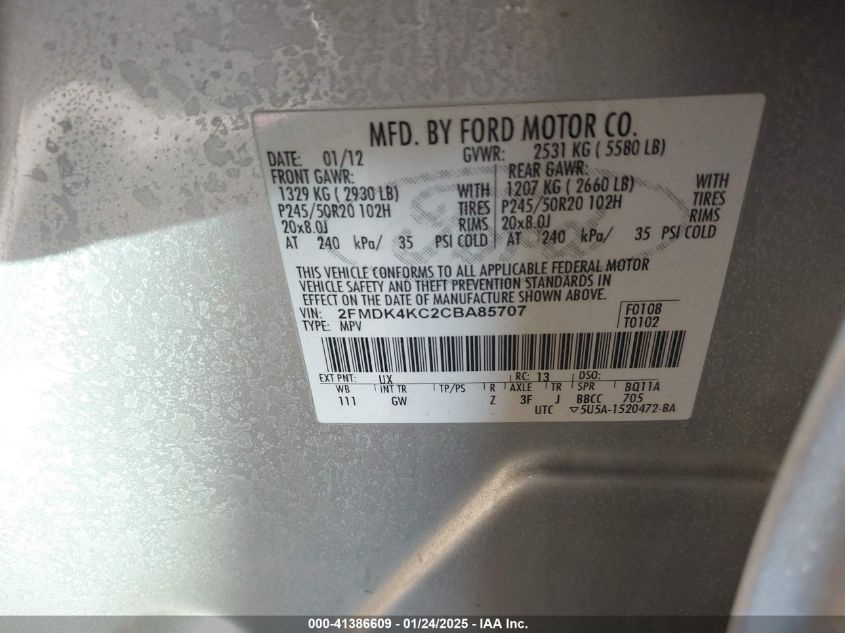 MFD. BY FORD MOTOR CO.
DATE: 01/12 GVWR: 2531 KG ( 5580 LB)
FRONT GAWR: REAR GAWR:
1329 KG ( 2930 LB) WITH 1207 KG ( 2660 LB) WITH
P245/50R20 102H TIRES P245/50R20 102H TIRES
20x8.0J RIMS 20x8.0J RIMS
AT 240 kPa/ 35 PSI COLD AT 240 kPa/ 35 PSI COLD
THIS VEHICLE CONFORMS TO ALL APPLICABLE FEDERAL MOTOR
VEHICLE SAFETY AND THEFT PREVENTION STANDARDS IN
EFFECT ON THE DATE OF MANUFACTURE SHOWN ABOVE.
VIN: 2FMDK4KC2CBA85707 F0108
TYPE: MPV T0102
EXT PNT: UX RC: 13 DSO:
WB INT TR TP/PS R AXLE TR SPR BQ11A
111 GW Z 3F J BBCC 705
UTC ▽5U5A-1520472-BA
000-41386609 - 01/24/2025 - IAA Inc.